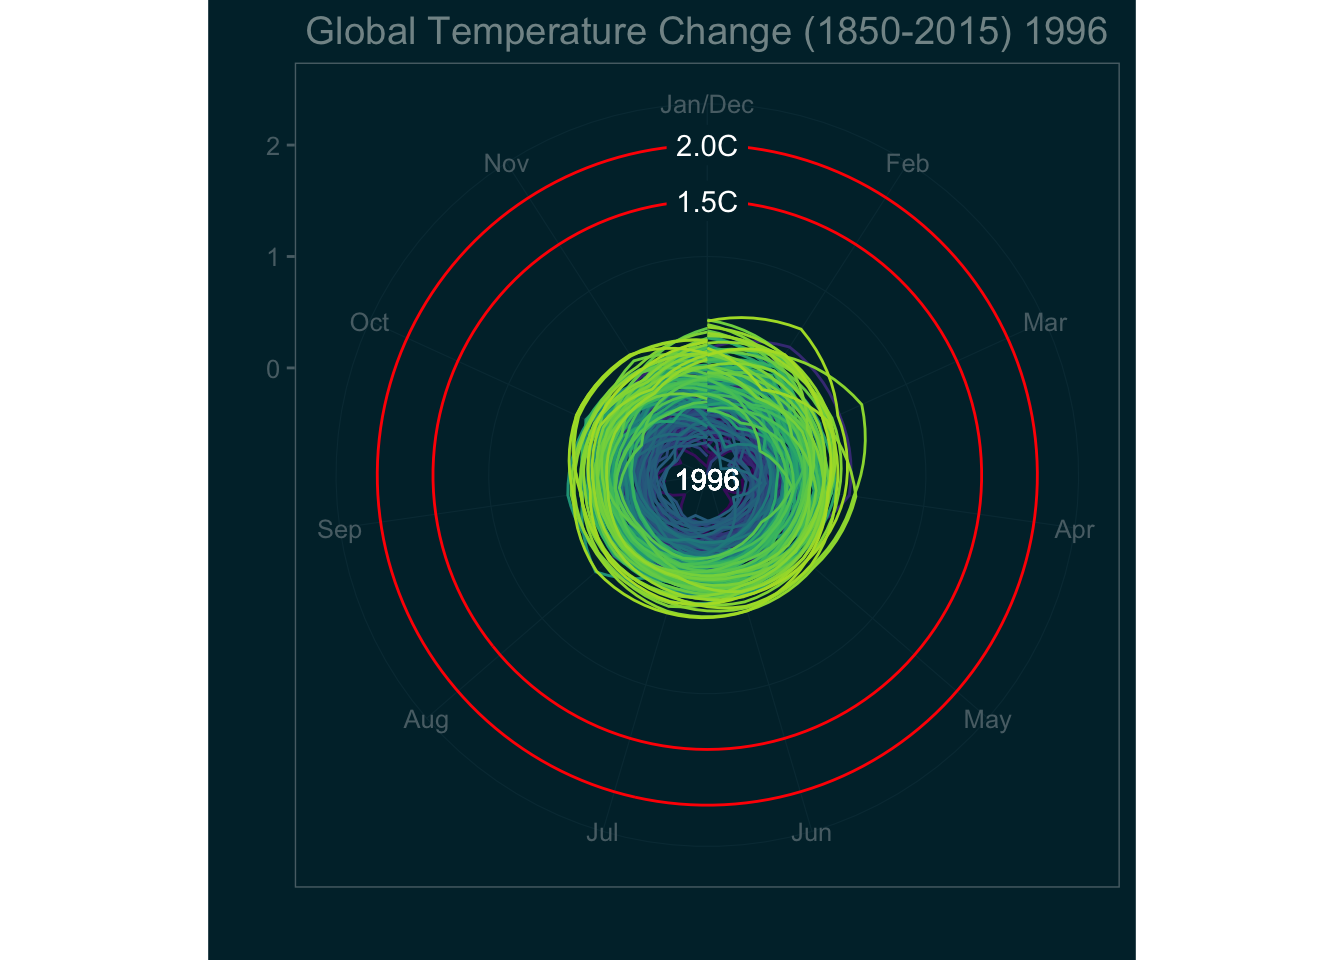 Global Temperature Change (1850-2015) 1996
Jan/Dec
2
2.0C
Nov
Feb
1.5C
1
Oct
Mar
0
1996
Sep
Apr
Aug
May
Jul
Jun